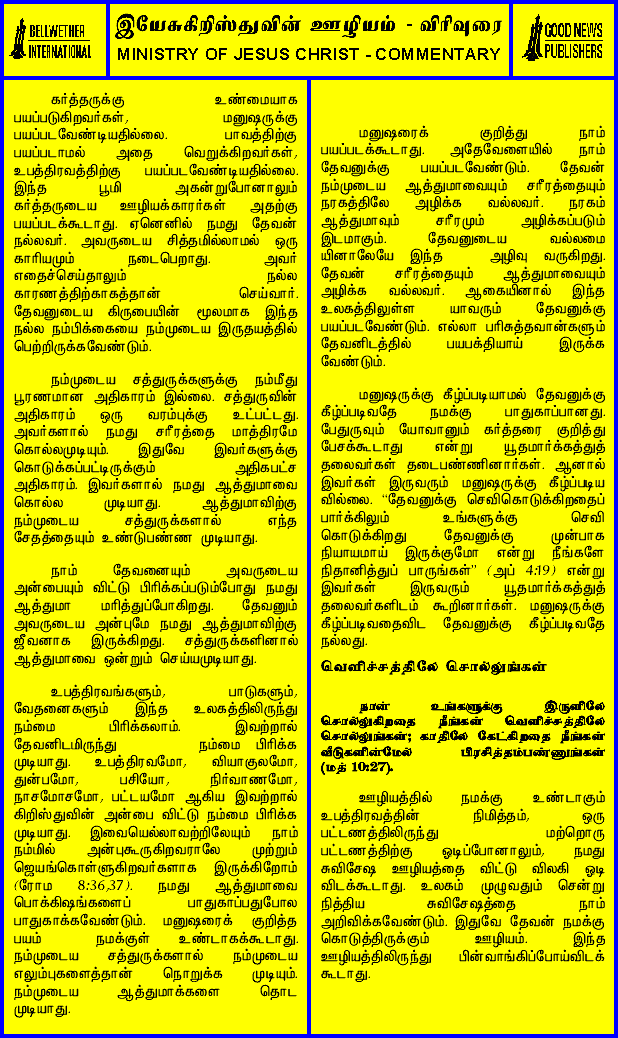 BELLWETHER
INTERNATIONAL
இயேசுகிறிஸ்துவின் ஊழியம் - விரிவுரை
MINISTRY OF JESUS CHRIST - COMMENTARY
GOOD NEWS
PUBLISHERS
கர்த்தருக்கு உண்மையாக
பயப்படுகிறவர்கள், மனுஷருக்கு
பயப்படவேண்டியதில்லை. பாவத்திற்கு
பயப்படாமல் அதை வெறுக்கிறவர்கள்,
உபத்திரவத்திற்கு பயப்படவேண்டியதில்லை.
இந்த பூமி அகன்றுபோனாலும்
கர்த்தருடைய ஊழியக்காரர்கள் அதற்கு
பயப்படக்கூடாது. ஏனெனில் நமது தேவன்
நல்லவர். அவருடைய சித்தமில்லாமல் ஒரு
காரியமும் நடைபெறாது. அவர்
எதைச்செய்தாலும் நல்ல
காரணத்திற்காகத்தான் செய்வார்.
தேவனுடைய கிருபையின் மூலமாக இந்த
நல்ல நம்பிக்கையை நம்முடைய இருதயத்தில்
பெற்றிருக்கவேண்டும்.
நம்முடைய சத்துருக்களுக்கு நம்மீது
பூரணமான அதிகாரம் இல்லை. சத்துருவின்
அதிகாரம் ஒரு வரம்புக்கு உட்பட்டது.
அவர்களால் நமது சரீரத்தை மாத்திரமே
கொல்லமுடியும். இதுவே இவர்களுக்கு
கொடுக்கப்பட்டிருக்கும் அதிகபட்ச
அதிகாரம். இவர்களால் நமது ஆத்துமாவை
கொல்ல முடியாது. ஆத்துமாவிற்கு
நம்முடைய சத்துருக்களால் எந்த
சேதத்தையும் உண்டுபண்ண முடியாது.
நாம் தேவனையும் அவருடைய
அன்பையும் விட்டு பிரிக்கப்படும்போது நமது
ஆத்துமா மரித்துப்போகிறது. தேவனும்
அவருடைய அன்புமே நமது ஆத்துமாவிற்கு
ஜீவனாக இருக்கிறது. சத்துருக்களினால்
ஆத்துமாவை ஒன்றும் செய்யமுடியாது.
உபத்திரவங்களும், பாடுகளும்,
வேதனைகளும் இந்த உலகத்திலிருந்து
நம்மை பிரிக்கலாம். இவற்றால்
தேவனிடமிருந்து நம்மை பிரிக்க
முடியாது. உபத்திரவமோ, வியாகுலமோ,
துன்பமோ, பசியோ, நிர்வாணமோ,
நாசமோசமோ, பட்டயமோ ஆகிய இவற்றால்
கிறிஸ்துவின் அன்பை விட்டு நம்மை பிரிக்க
முடியாது. இவையெல்லாவற்றிலேயும் நாம்
நம்மில் அன்புகூருகிறவராலே முற்றும்
ஜெயங்கொள்ளுகிறவர்களாக இருக்கிறோம்
(ரோம 8:36,37). நமது ஆத்துமாவை
பொக்கிஷங்களைப் பாதுகாப்பதுபோல
பாதுகாக்கவேண்டும். மனுஷரைக் குறித்த
பயம் நமக்குள் உண்டாகக்கூடாது.
நம்முடைய சத்துருக்களால் நம்முடைய
எலும்புகளைத்தான் நொறுக்க முடியும்.
நம்முடைய ஆத்துமாக்களை தொட
முடியாது.
மனுஷரைக் குறித்து நாம்
பயப்படக்கூடாது. அதேவேளையில் நாம்
தேவனுக்கு பயப்படவேண்டும். தேவன்
நம்முடைய ஆத்துமாவையும் சரீரத்தையும்
நரகத்திலே அழிக்க வல்லவர். நரகம்
ஆத்துமாவும் சரீரமும் அழிக்கப்படும்
இடமாகும். தேவனுடைய வல்லமை
யினாலேயே இந்த அழிவு வருகிறது.
தேவன் சரீரத்தையும் ஆத்துமாவையும்
அழிக்க வல்லவர். ஆகையினால் இந்த
உலகத்திலுள்ள யாவரும் தேவனுக்கு
பயப்படவேண்டும். எல்லா பரிசுத்தவான்களும்
தேவனிடத்தில் பயபக்தியாய் இருக்க
வேண்டும்.
மனுஷருக்கு கீழ்ப்படியாமல் தேவனுக்கு
கீழ்ப்படிவதே நமக்கு பாதுகாப்பானது.
பேதுருவும் யோவானும் கர்த்தரை குறித்து
பேசக்கூடாது என்று யூதமார்க்கத்துத்
தலைவர்கள் தடைபண்ணினார்கள். ஆனால்
இவர்கள் இருவரும் மனுஷருக்கு கீழ்ப்படிய
வில்லை. “தேவனுக்கு செவிகொடுக்கிறதைப்
பார்க்கிலும் உங்களுக்கு செவி
கொடுக்கிறது தேவனுக்கு முன்பாக
நியாயமாய் இருக்குமோ என்று நீங்களே
நிதானித்துப் பாருங்கள்” (அப் 4:19) என்று
இவர்கள் இருவரும் யூதமார்க்கத்துத்
தலைவர்களிடம் கூறினார்கள். மனுஷருக்கு
கீழ்ப்படிவதைவிட தேவனுக்கு கீழ்ப்படிவதே
நல்லது.
வெளிச்சத்திலே சொல்லுங்கள்
நான் உங்களுக்கு இருளிலே
சொல்லுகிறதை நீங்கள் வெளிச்சத்திலே
சொல்லுங்கள்; காதிலே கேட்கிறதை நீங்கள்
வீடுகளின்மேல் பிரசித்தம்பண்ணுங்கள்
(மத் 10:27).
ஊழியத்தில் நமக்கு உண்டாகும்
உபத்திரவத்தின் நிமித்தம், ஒரு
பட்டணத்திலிருந்து மற்றொரு
பட்டணத்திற்கு ஓடிப்போனாலும், நமது
சுவிசேஷ ஊழியத்தை விட்டு விலகி ஓடி
விடக்கூடாது. உலகம் முழுவதும் சென்று
நித்திய சுவிசேஷத்தை நாம்
அறிவிக்கவேண்டும். இதுவே தேவன் நமக்கு
கொடுத்திருக்கும் ஊழியம். இந்த
ஊழியத்திலிருந்து பின்வாங்கிப்போய்விடக்
கூடாது.